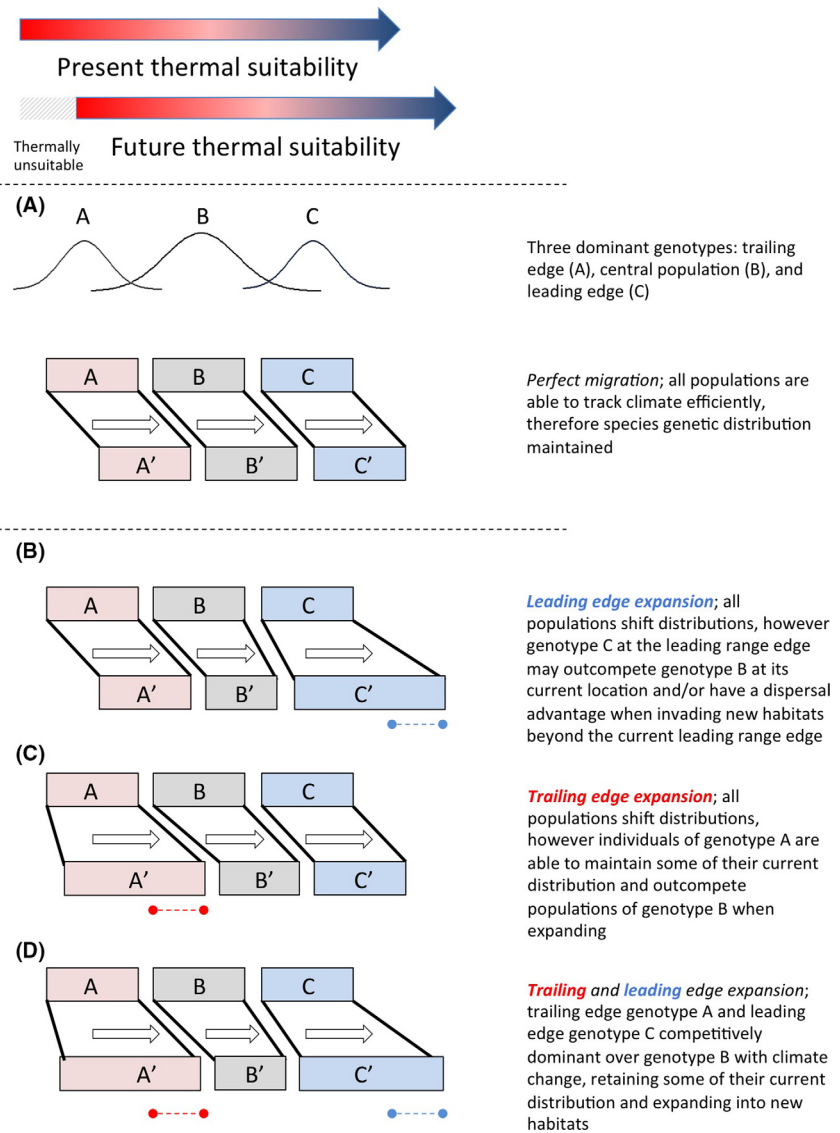 Present thermal suitability
Thermally
unsuitable
Future thermal suitability
(A)
A B C
Three dominant genotypes: trailing
edge (A), central population (B), and
leading edge (C)
A B C
A’ B’ C’
Perfect migration; all populations are
able to track climate efficiently,
therefore species genetic distribution
maintained
(B)
A B C
A’ B’ C’
Leading edge expansion; all
populations shift distributions, however
genotype C at the leading range edge
may outcompete genotype B at its
current location and/or have a dispersal
advantage when invading new habitats
beyond the current leading range edge
(C)
A B C
A’ B’ C’
Trailing edge expansion; all
populations shift distributions,
however individuals of genotype A are
able to maintain some of their current
distribution and outcompete
populations of genotype B when
expanding
(D)
A B C
A’ B’ C’
Trailing and leading edge expansion;
trailing edge genotype A and leading
edge genotype C competitively
dominant over genotype B with climate
change, retaining some of their current
distribution and expanding into new
habitats